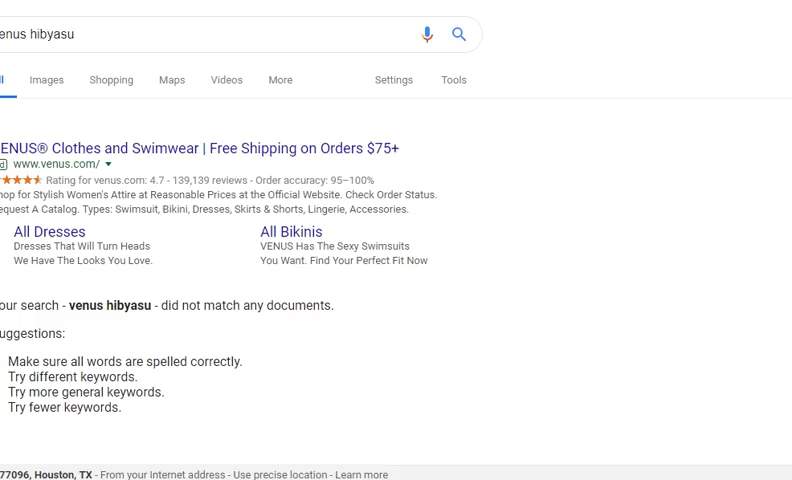 enus hibyasu
ll Images Shopping Maps Videos More Settings Tools
ENUS® Clothes and Swimwear | Free Shipping on Orders $75+
d www.venus.com/
Rating for venus.com: 4.7 - 139,139 reviews - Order accuracy: 95–100%
hop for Stylish Women's Attire at Reasonable Prices at the Official Website. Check Order Status.
equest A Catalog. Types: Swimsuit, Bikini, Dresses, Skirts & Shorts, Lingerie, Accessories.
All Dresses
Dresses That Will Turn Heads
We Have The Looks You Love.
All Bikinis
VENUS Has The Sexy Swimsuits
You Want. Find Your Perfect Fit Now
our search - venus hibyasu - did not match any documents.
uggestions:
Make sure all words are spelled correctly.
Try different keywords.
Try more general keywords.
Try fewer keywords.
77096, Houston, TX - From your Internet address - Use precise location - Learn more